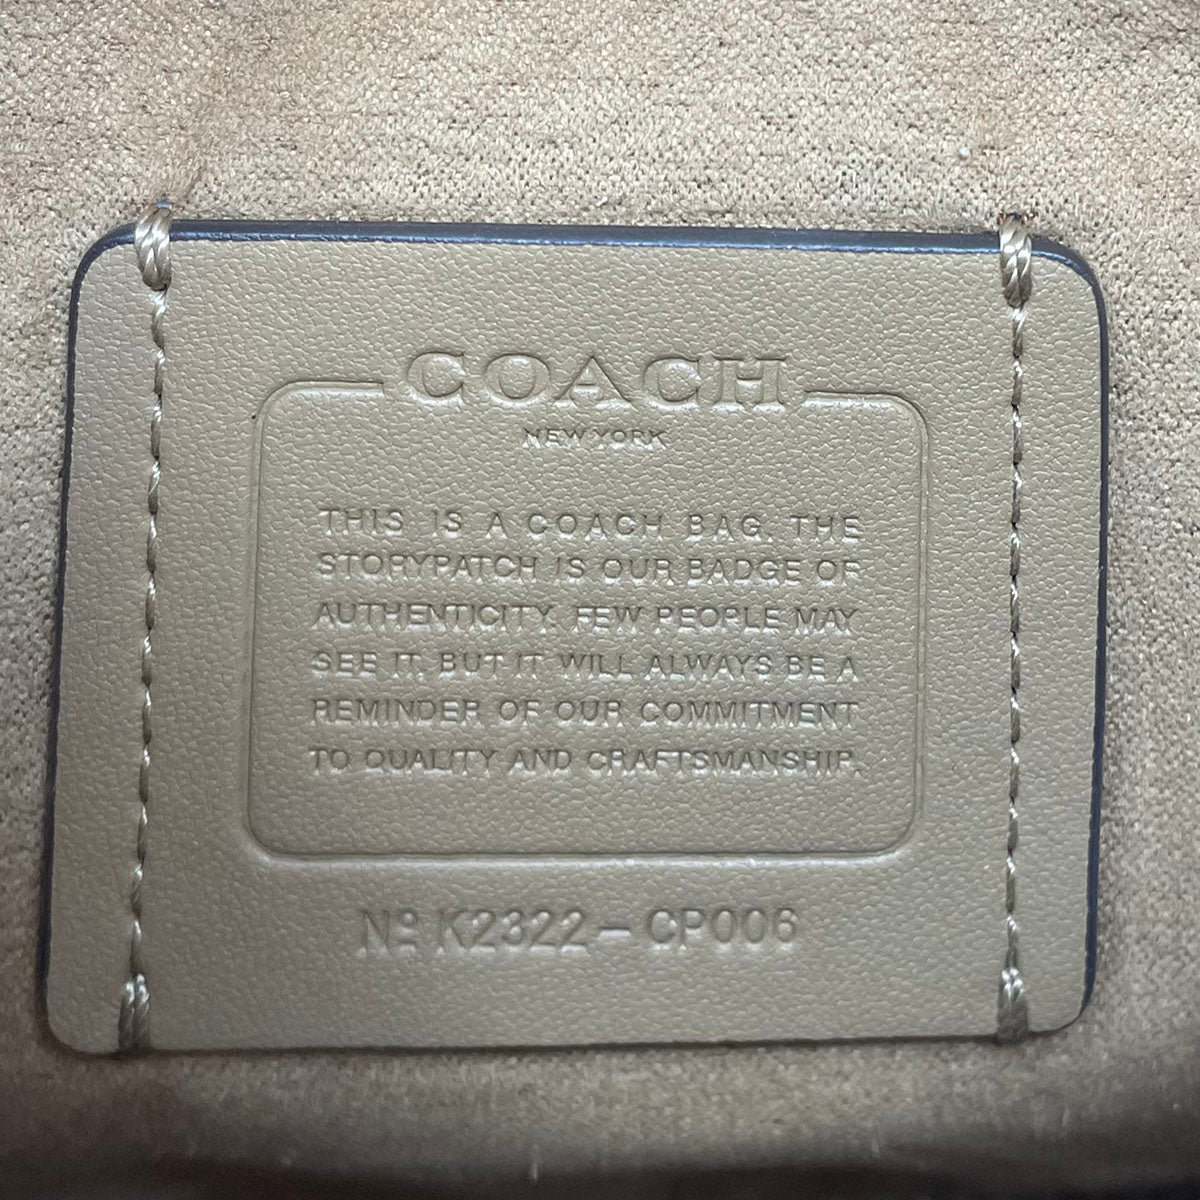 COACH
NEW YORK
THIS IS A COACH BAG. THE
STORYPATCH IS OUR BADGE OF
AUTHENTICITY. FEW PEOPLE MAY
SEE IT, BUT IT WILL ALWAYS BE A
REMINDER OF OUR COMMITMENT
TO QUALITY AND CRAFTSMANSHIP.
Nº K2322-CP006